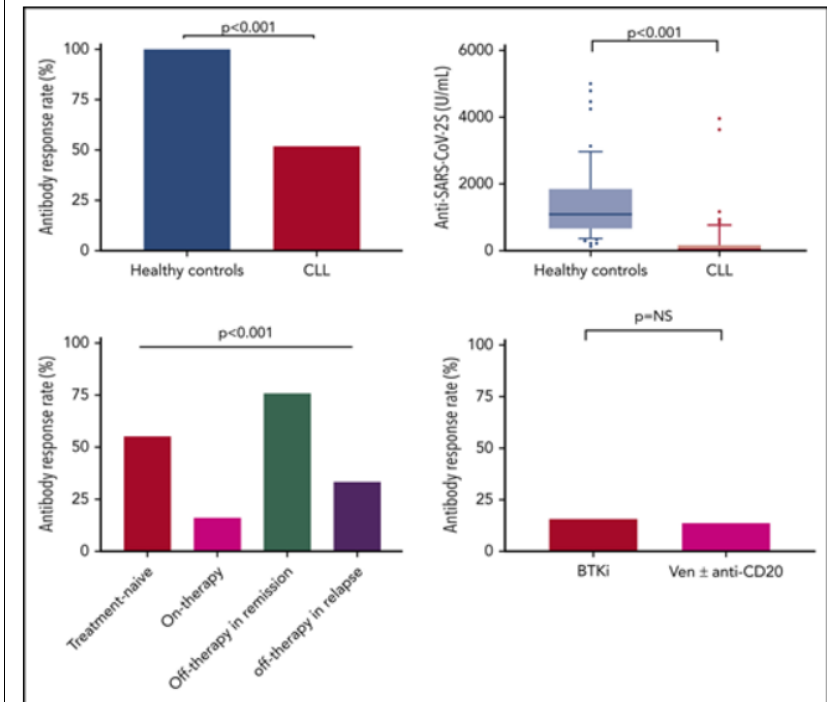 p<0.001
Antibody response rate (%)
100
75
50
25
0
Healthy controls
CLL
p<0.001
Anti-SARS-CoV-2S (U/mL)
6000
4000
2000
0
Healthy controls
CLL
p<0.001
Antibody response rate (%)
100
75
50
25
0
Treatment-naive
On-therapy
Off-therapy in remission
off-therapy in relapse
p=NS
Antibody response rate (%)
100
75
50
25
0
BTKi
Ven ± anti-CD20